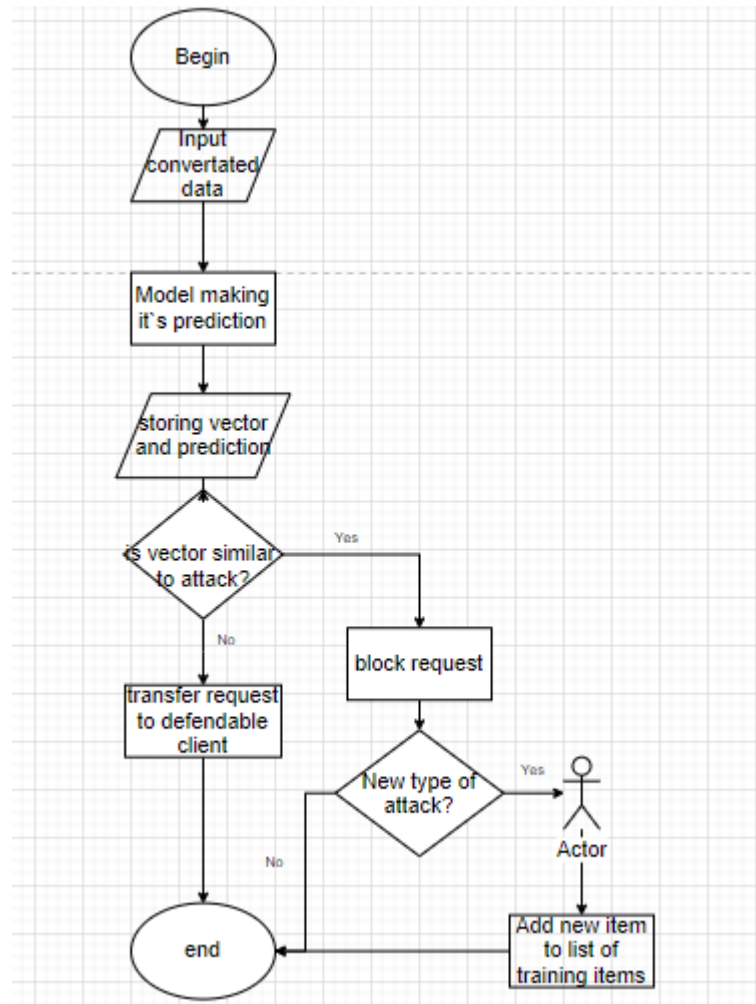 Begin
Input
convertated
data
Model making
it`s prediction
storing vector
and prediction
is vector similar
to attack?
Yes
No
block request
transfer request
to defendable
client
New type of
attack?
Yes
Actor
No
end
Add new item
to list of
training items